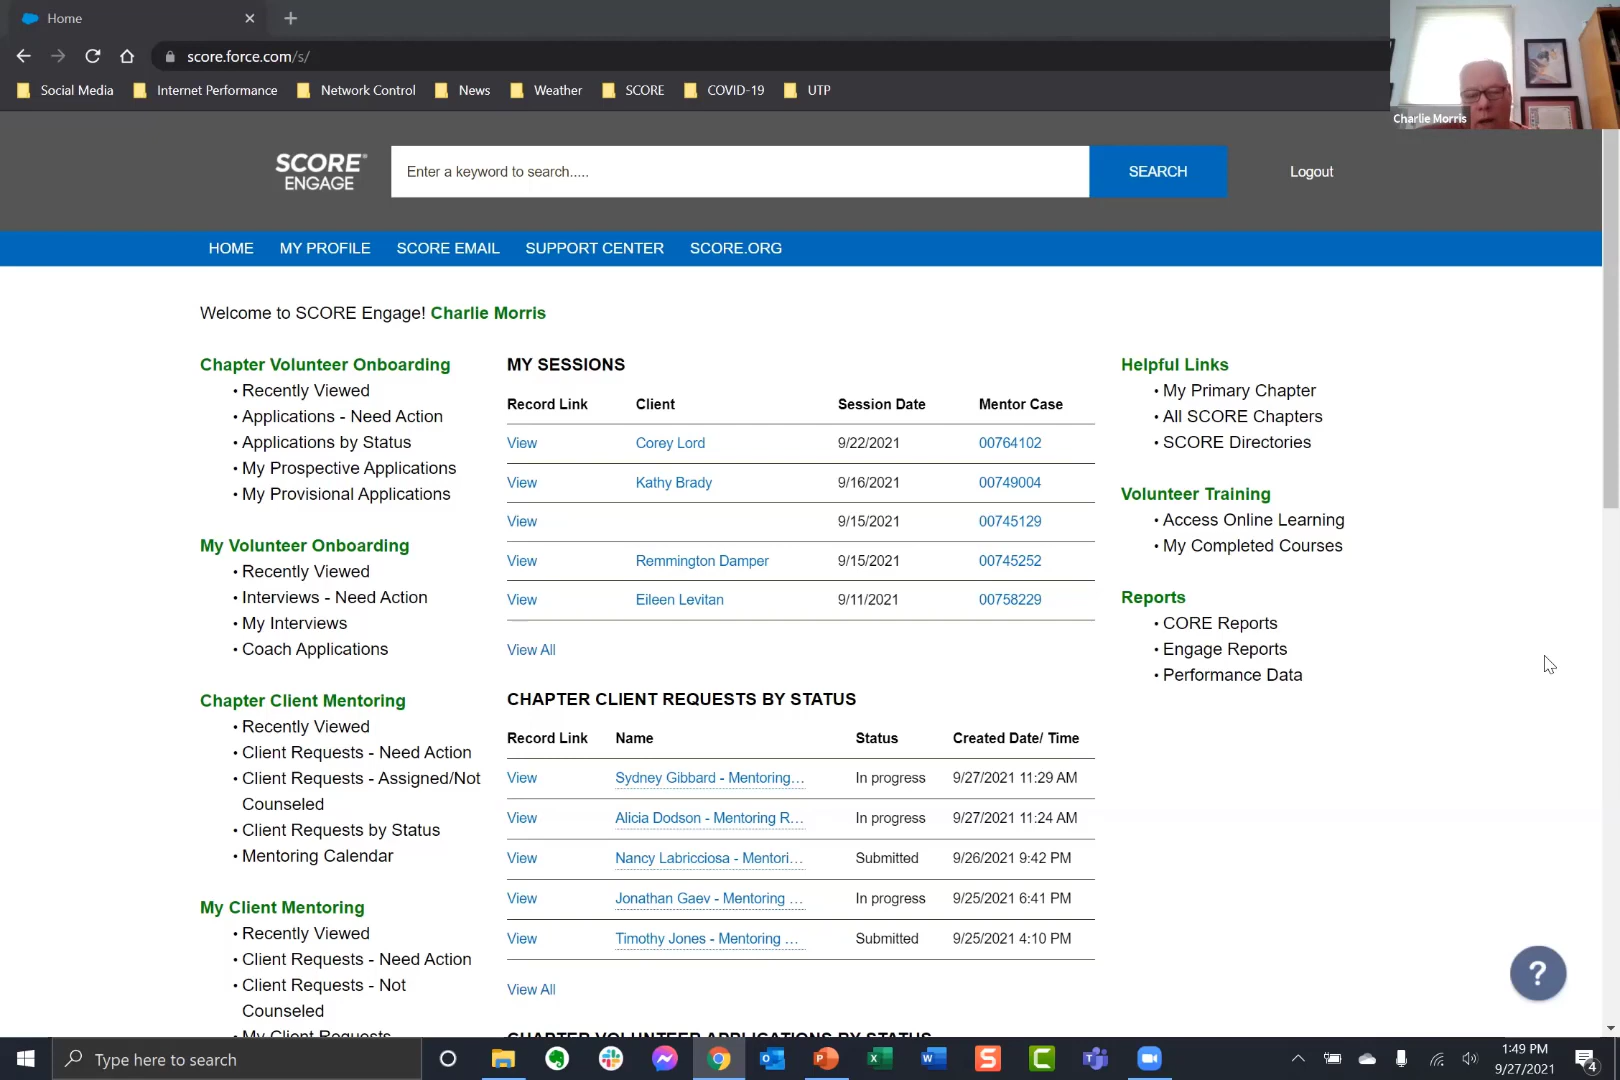 Home
score.force.com/s/
Social Media Internet Performance Network Control News Weather SCORE COVID-19 UTP
Charlie Morris
SCORE®
ENGAGE
Enter a keyword to search.....
SEARCH
Logout
HOME MY PROFILE SCORE EMAIL SUPPORT CENTER SCORE.ORG
Welcome to SCORE Engage! Charlie Morris
Chapter Volunteer Onboarding
• Recently Viewed
• Applications - Need Action
• Applications by Status
• My Prospective Applications
• My Provisional Applications
My Volunteer Onboarding
• Recently Viewed
• Interviews - Need Action
• My Interviews
• Coach Applications
Chapter Client Mentoring
• Recently Viewed
• Client Requests - Need Action
• Client Requests - Assigned/Not
Counseled
• Client Requests by Status
• Mentoring Calendar
My Client Mentoring
• Recently Viewed
• Client Requests - Need Action
• Client Requests - Not
Counseled
• My Client Requests
MY SESSIONS
Record Link Client Session Date Mentor Case
View Corey Lord 9/22/2021 00764102
View Kathy Brady 9/16/2021 00749004
View 9/15/2021 00745129
View Remmington Damper 9/15/2021 00745252
View Eileen Levitan 9/11/2021 00758229
View All
CHAPTER CLIENT REQUESTS BY STATUS
Record Link Name Status Created Date/ Time
View Sydney Gibbard - Mentoring... In progress 9/27/2021 11:29 AM
View Alicia Dodson - Mentoring R... In progress 9/27/2021 11:24 AM
View Nancy Labricciosa - Mentori... Submitted 9/26/2021 9:42 PM
View Jonathan Gaev - Mentoring ... In progress 9/25/2021 6:41 PM
View Timothy Jones - Mentoring ... Submitted 9/25/2021 4:10 PM
View All
CHAPTER VOLUNTEER APPLICATIONS BY STATUS
Helpful Links
• My Primary Chapter
• All SCORE Chapters
• SCORE Directories
Volunteer Training
• Access Online Learning
• My Completed Courses
Reports
• CORE Reports
• Engage Reports
• Performance Data
?
Type here to search
1:49 PM
9/27/2021
4